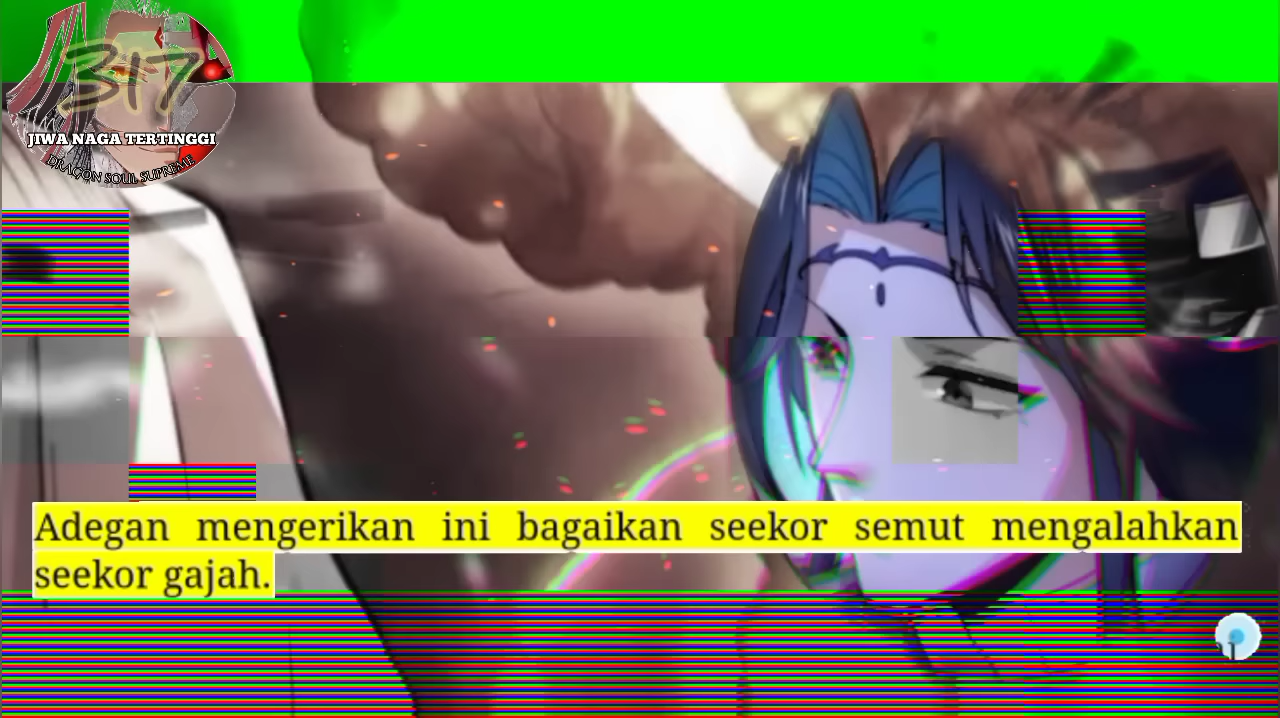 317
JIWA NAGA TERTINGGI
DRAGON SOUL SUPREME
Adegan mengerikan ini bagaikan seekor semut mengalahkan
seekor gajah.